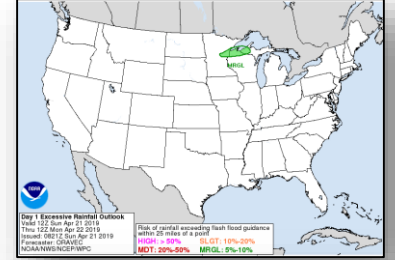 MRGL
NOAA
Day 1 Excessive Rainfall Outlook
Valid 12Z Sun Apr 21 2019
Thru 12Z Mon Apr 22 2019
Issued: 0821Z Sun Apr 21 2019
Forecaster: ORAVEC
NOAA/NWS/NCEP/WPC
Risk of rainfall exceeding flash flood guidance
within 25 miles of a point
HIGH: > 50% SLGT: 10%-20%
MDT: 20%-50% MRGL: 5%-10%